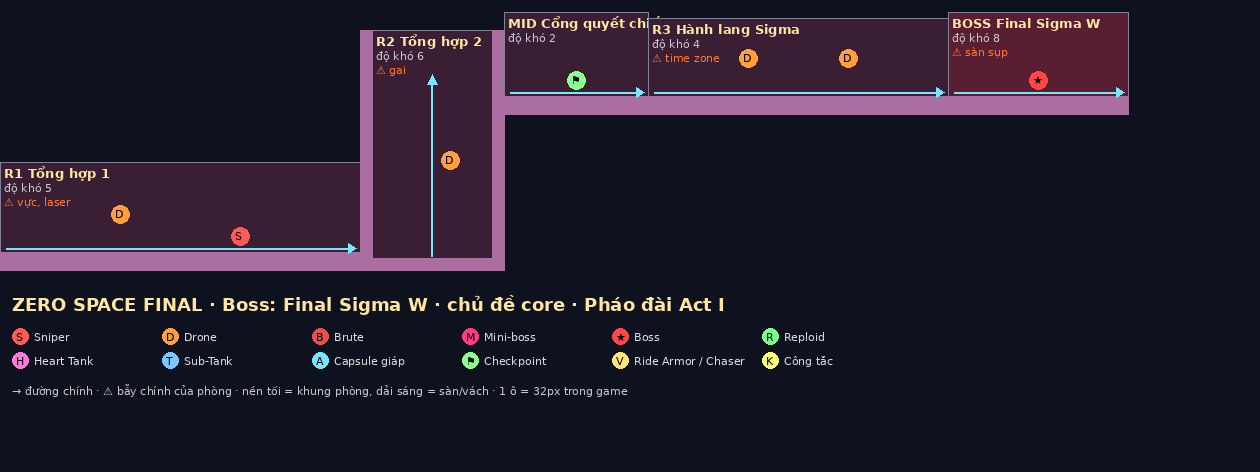 R1 Tổng hợp 1
độ khó 5
⚠ vực, laser
D
S
R2 Tổng hợp 2
độ khó 6
⚠ gai
D
MID Cổng quyết
độ khó 2
⚑
R3 Hành lang Sigma
độ khó 4
⚠ time zone
D
D
BOSS Final Sigma W
độ khó 8
⚠ sàn sụp
★
ZERO SPACE FINAL · Boss: Final Sigma W · chủ đề core · Pháo đài Act I
S Sniper D Drone B Brute M Mini-boss ★ Boss R Reploid
H Heart Tank T Sub-Tank A Capsule giáp ⚑ Checkpoint V Ride Armor / Chaser K Công tắc
→ đường chính · ⚠ bẫy chính của phòng · nền tối = khung phòng, dải sáng = sàn/vách · 1 ô = 32px trong game